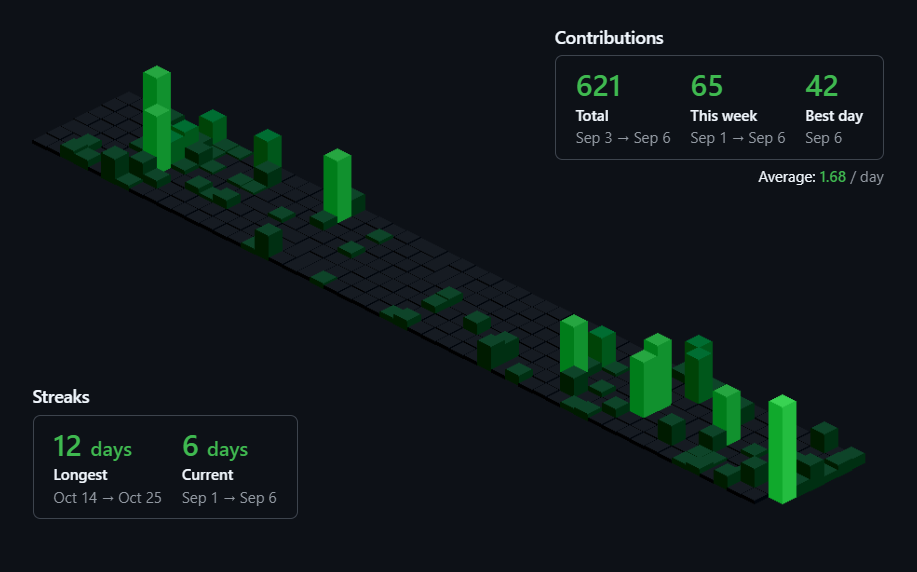 Contributions
621 65 42
Total This week Best day
Sep 3 → Sep 6 Sep 1 → Sep 6 Sep 6
Average: 1.68 / day
Streaks
12 days 6 days
Longest Current
Oct 14 → Oct 25 Sep 1 → Sep 6